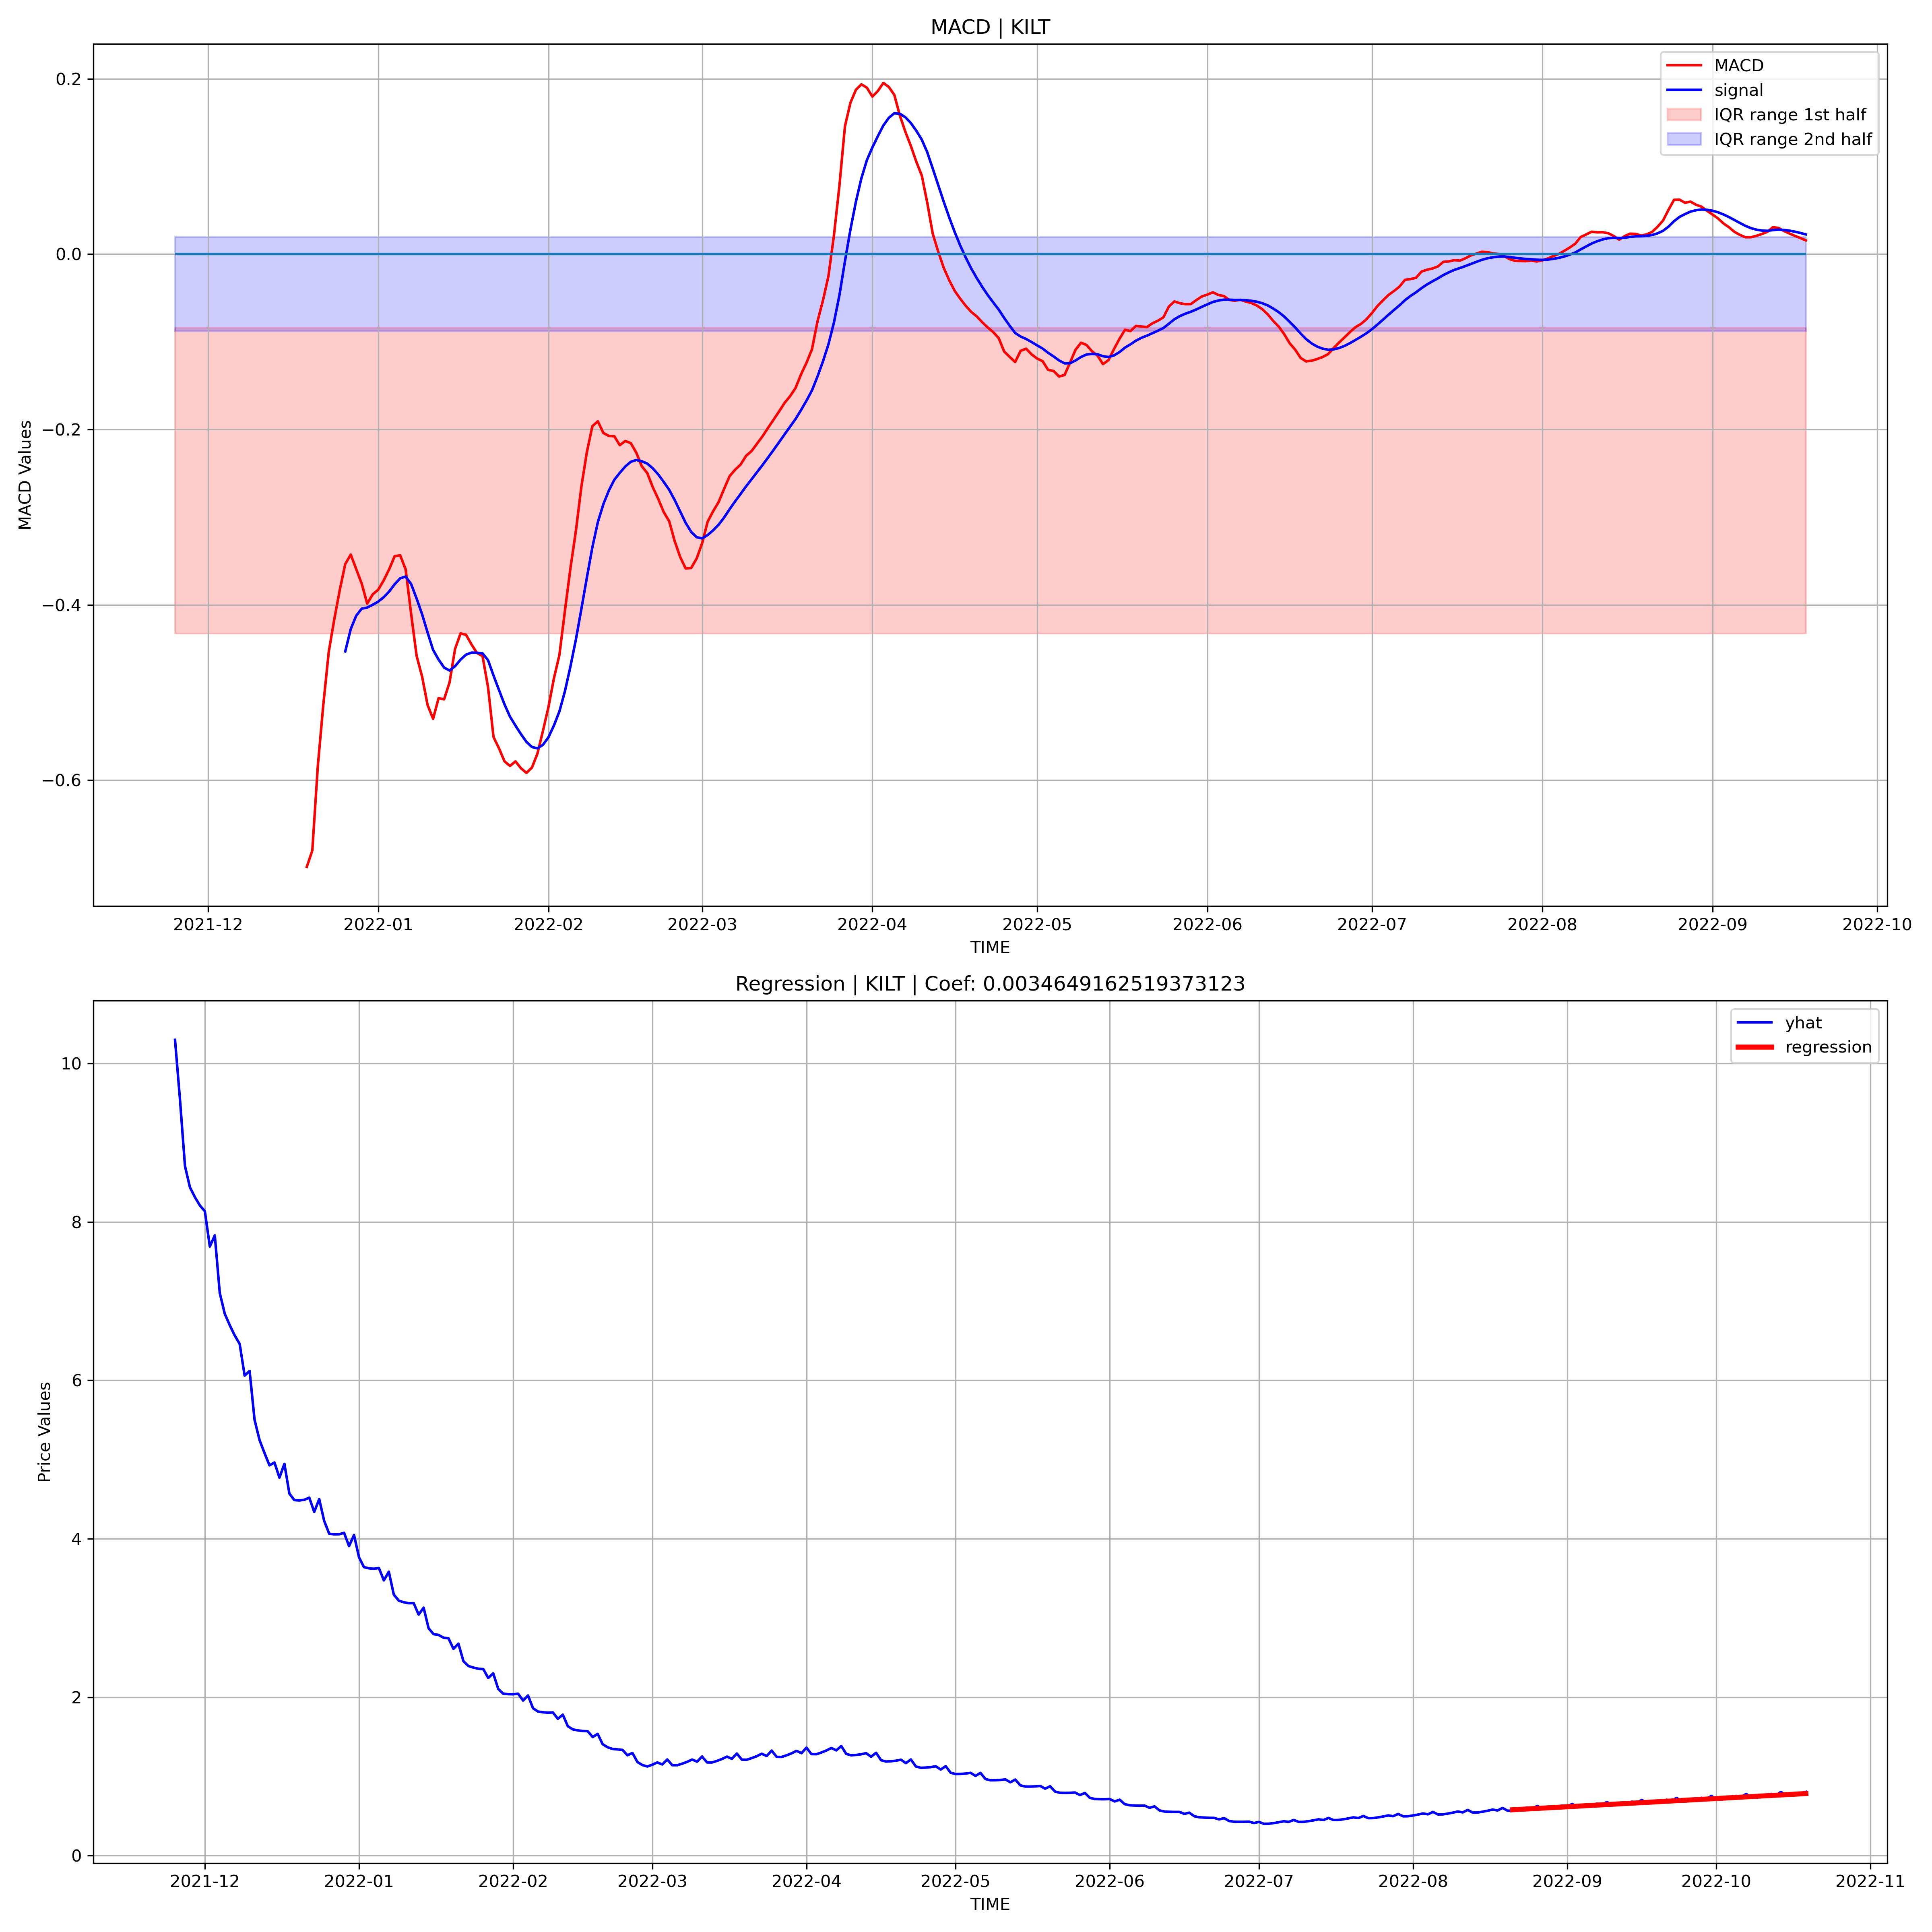 MACD | KILT
MACD
signal
IQR range 1st half
IQR range 2nd half
0.2
0.0
−0.2
−0.4
−0.6
MACD Values
2021-12 2022-01 2022-02 2022-03 2022-04 2022-05 2022-06 2022-07 2022-08 2022-09 2022-10
TIME
Regression | KILT | Coef: 0.0034649162519373123
yhat
regression
10
8
6
4
2
0
Price Values
2021-12 2022-01 2022-02 2022-03 2022-04 2022-05 2022-06 2022-07 2022-08 2022-09 2022-10 2022-11
TIME